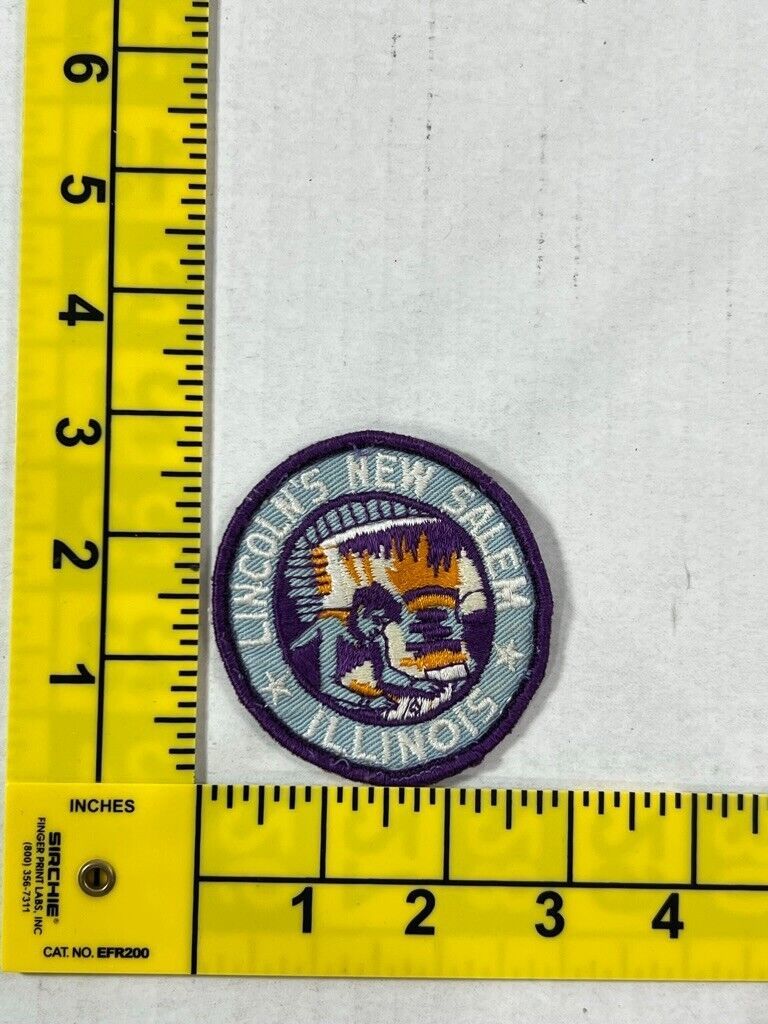 6
5
4
3
2
1
LINCOLN'S NEW SALEM
ILLINOIS
INCHES
SIRCHIE®
FINGER PRINT LABS, INC
(800) 356-7311
CAT. NO. EFR200
1 2 3 4